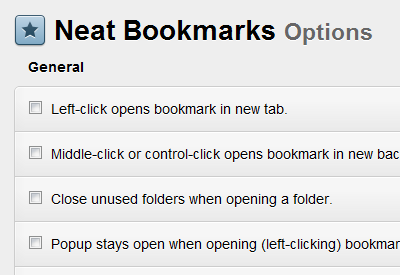 Neat Bookmarks Options
General
Left-click opens bookmark in new tab.
Middle-click or control-click opens bookmark in new bac
Close unused folders when opening a folder.
Popup stays open when opening (left-clicking) bookmar